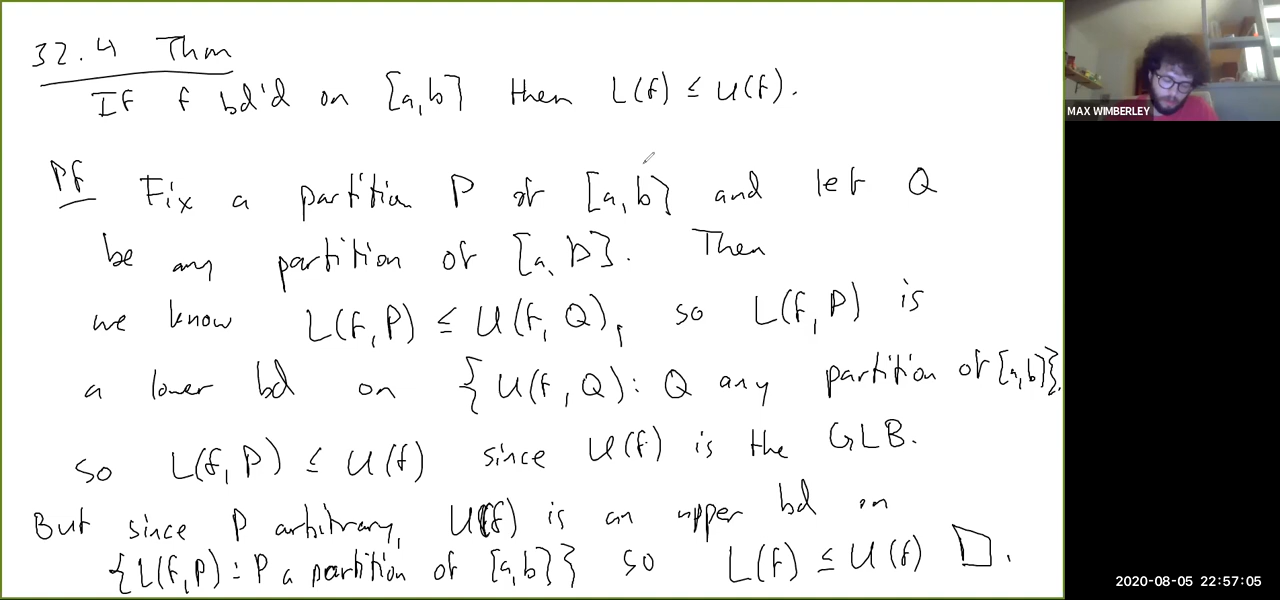 32.4 Thm
If f bd'd on [a,b] then L(f) ≤ U(f).
Pf Fix a partition P of [a,b] and let Q
be any partition of [a,b]. Then
we know L(f,P) ≤ U(f,Q), so L(f,P) is
a lower bd on {U(f,Q): Q any partition of [a,b]}.
so L(f,P) ≤ U(f) since U(f) is the GLB.
But since P arbitrary, U(f) is an upper bd on
{L(f,P): P a partition of [a,b]} so L(f) ≤ U(f) □.
MAX WIMBERLEY
2020-08-05 22:57:05